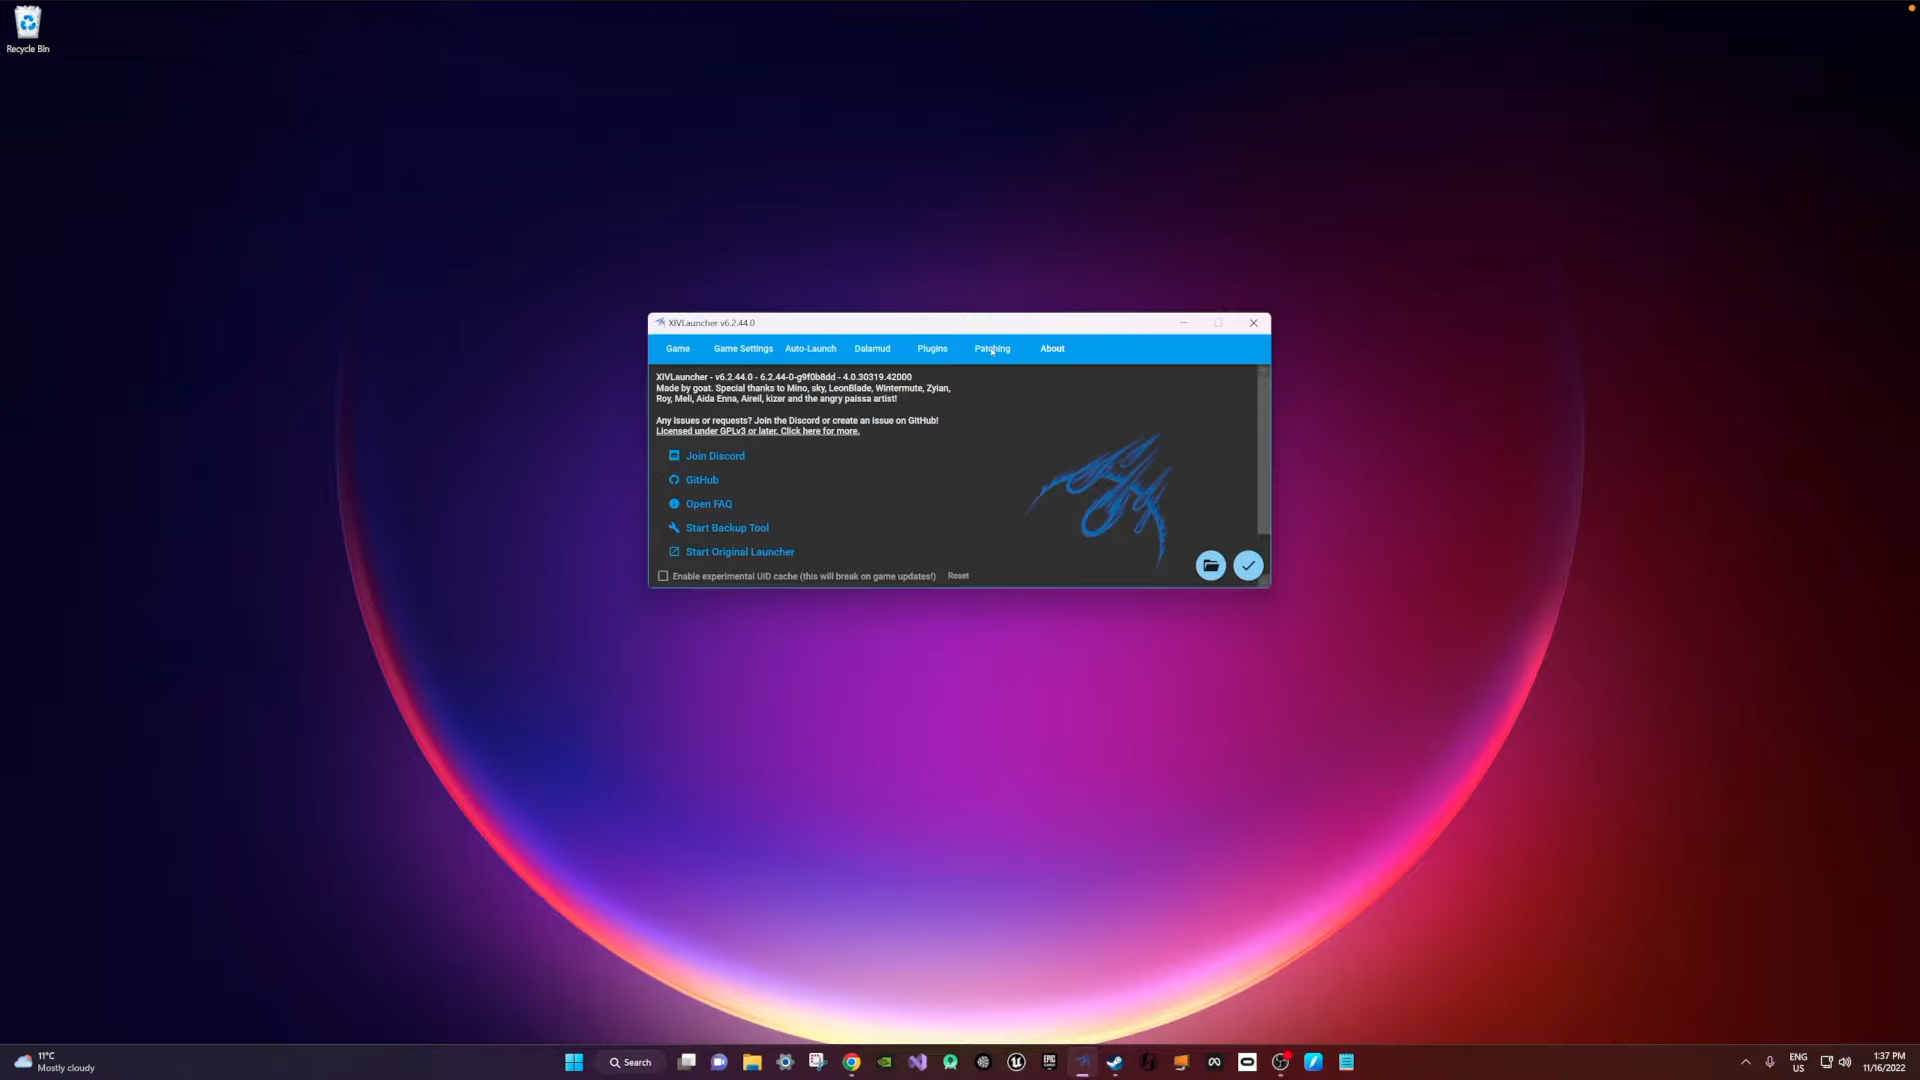 Recycle Bin
XIVLauncher v6.2.44.0
Game Game Settings Auto-Launch Dalamud Plugins Patching About
XIVLauncher - v6.2.44.0 - 6.2.44-0-g9f0b8dd - 4.0.30319.42000
Made by goat. Special thanks to Mino, sky, LeonBlade, Wintermute, Zyian,
Roy, Meli, Aida Enna, Aireil, kizer and the angry paissa artist!
Any issues or requests? Join the Discord or create an issue on GitHub!
Licensed under GPLv3 or later. Click here for more.
Join Discord
GitHub
Open FAQ
Start Backup Tool
Start Original Launcher
Enable experimental UID cache (this will break on game updates!) Reset
11°C
Mostly cloudy
Search
EPIC
ENG
US
1:37 PM
11/16/2022